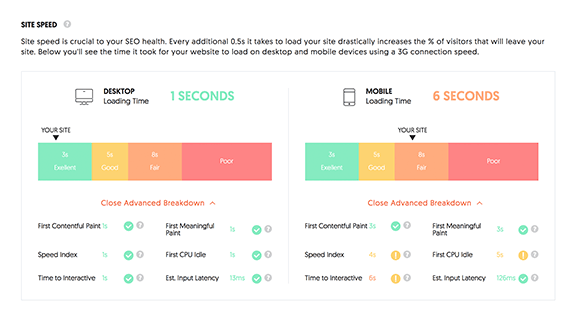 SITE SPEED ?
Site speed is crucial to your SEO health. Every additional 0.5s it takes to load your site drastically increases the % of visitors that will leave your
site. Below you'll see the time it took for your website to load on desktop and mobile devices using a 3G connection speed.
DESKTOP
Loading Time
1 SECONDS
YOUR SITE
3s
Exellent
5s
Good
8s
Fair
Poor
Close Advanced Breakdown
First Contentful Paint 1s ?
First Meaningful
Paint 1s ?
Speed Index 1s ?
First CPU Idle 1s ?
Time to Interactive 1s ?
Est. Input Latency 13ms ?
MOBILE
Loading Time
6 SECONDS
YOUR SITE
3s
Exellent
5s
Good
8s
Fair
Poor
Close Advanced Breakdown
First Contentful Paint 3s ?
First Meaningful
Paint 3s ?
Speed Index 4s ! ?
First CPU Idle 5s ! ?
Time to Interactive 6s ! ?
Est. Input Latency 126ms ?